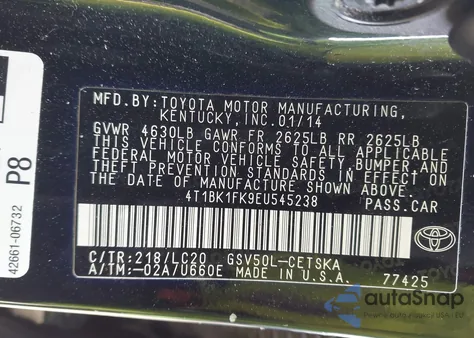 MFD.BY:TOYOTA MOTOR MANUFACTURING,
KENTUCKY,INC.01/14
GVWR 4630LB GAWR FR 2625LB RR 2625LB
THIS VEHICLE CONFORMS TO ALL APPLICABLE
FEDERAL MOTOR VEHICLE SAFETY,BUMPER,AND
THEFT PREVENTION STANDARDS IN EFFECT ON
THE DATE OF MANUFACTURE SHOWN ABOVE.
4T1BK1FK9EU545238 PASS.CAR
C/TR:218/LC20 GSV50L-CETSKA
A/TM:-02A/U660E MADE IN U.S.A. 77425
TOYOTA
P8
42661-06732
autoSnap